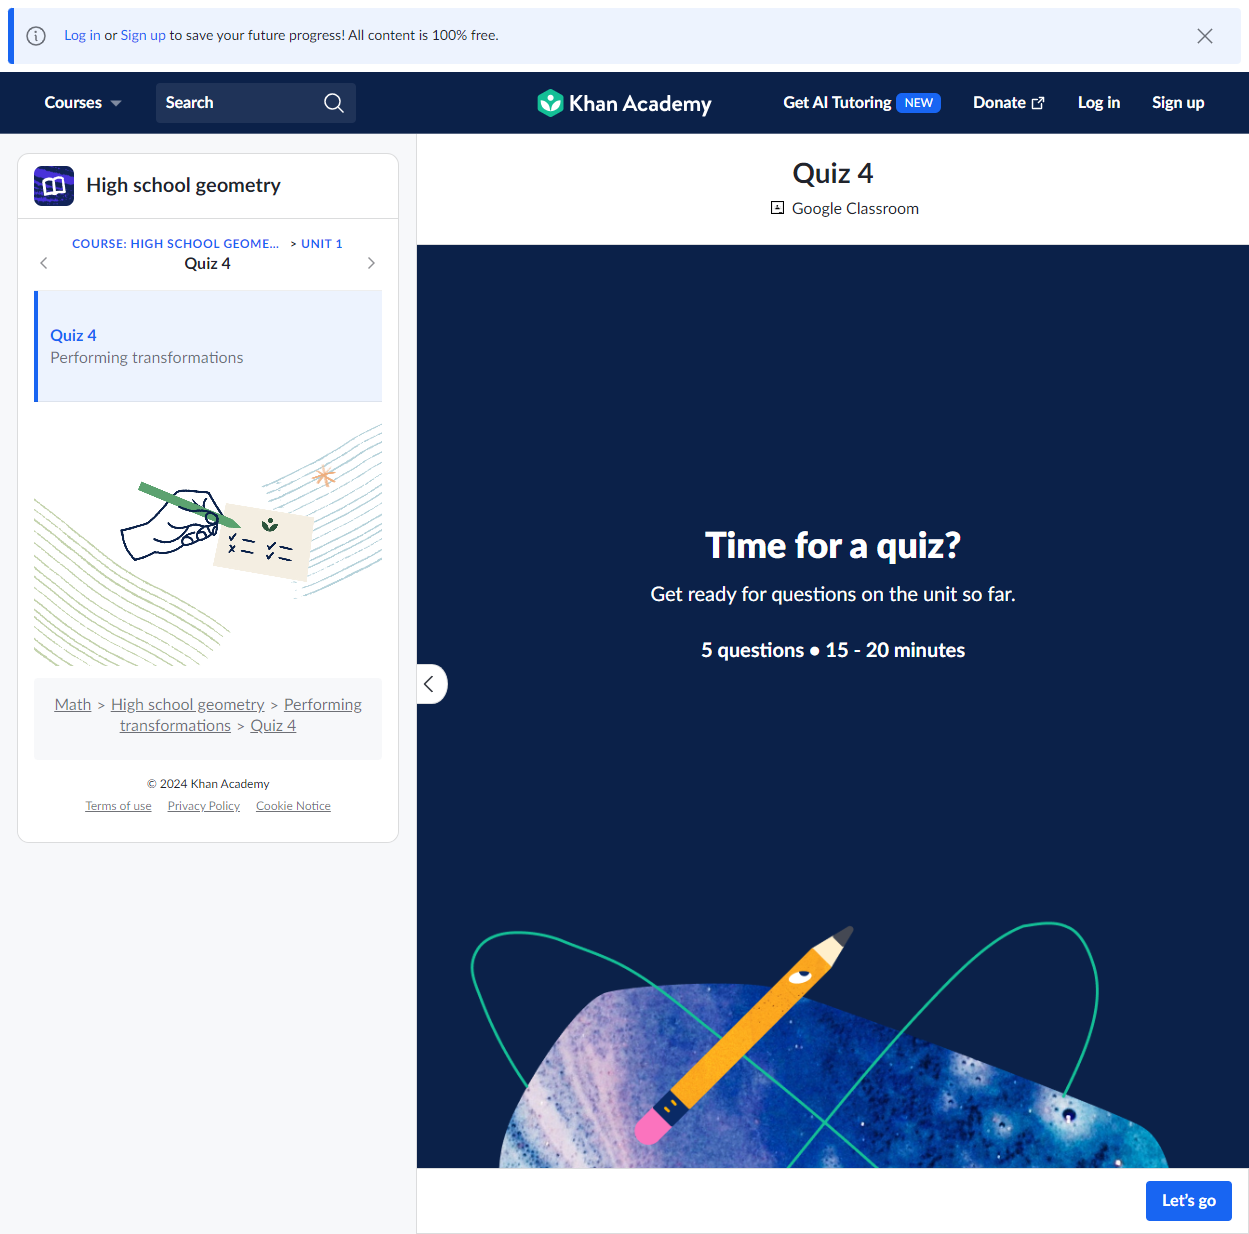 Log in or Sign up to save your future progress! All content is 100% free.
Courses
Search
Khan Academy
Get AI Tutoring NEW
Donate
Log in
Sign up
High school geometry
COURSE: HIGH SCHOOL GEOME... > UNIT 1
Quiz 4
Quiz 4
Performing transformations
Math > High school geometry > Performing
transformations > Quiz 4
© 2024 Khan Academy
Terms of use Privacy Policy Cookie Notice
Quiz 4
Google Classroom
Time for a quiz?
Get ready for questions on the unit so far.
5 questions • 15 - 20 minutes
Let's go